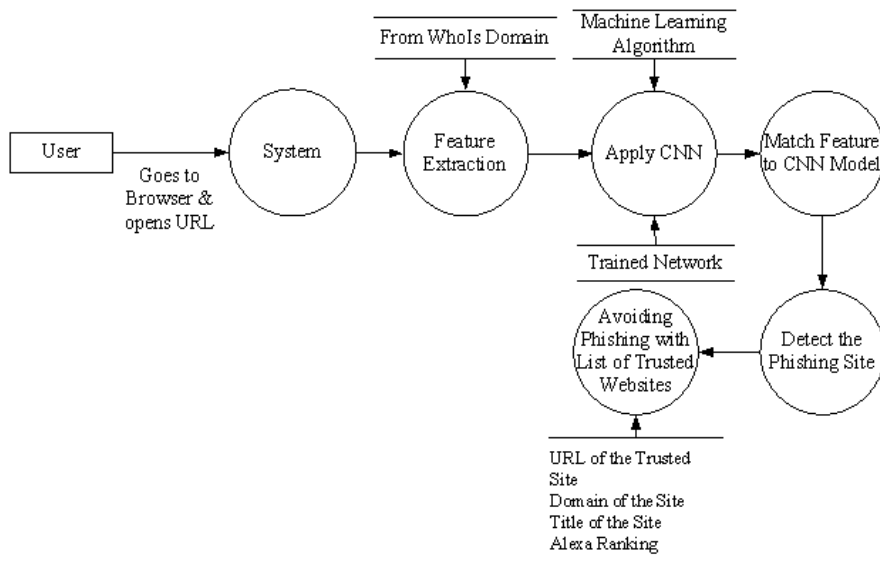 From WhoIs Domain
Machine Learning
Algorithm
User
Goes to
Browser &
opens URL
System
Feature
Extraction
Apply CNN
Match Feature
to CNN Model
Trained Network
Avoiding
Phishing with
List of Trusted
Websites
Detect the
Phishing Site
URL of the Trusted
Site
Domain of the Site
Title of the Site
Alexa Ranking